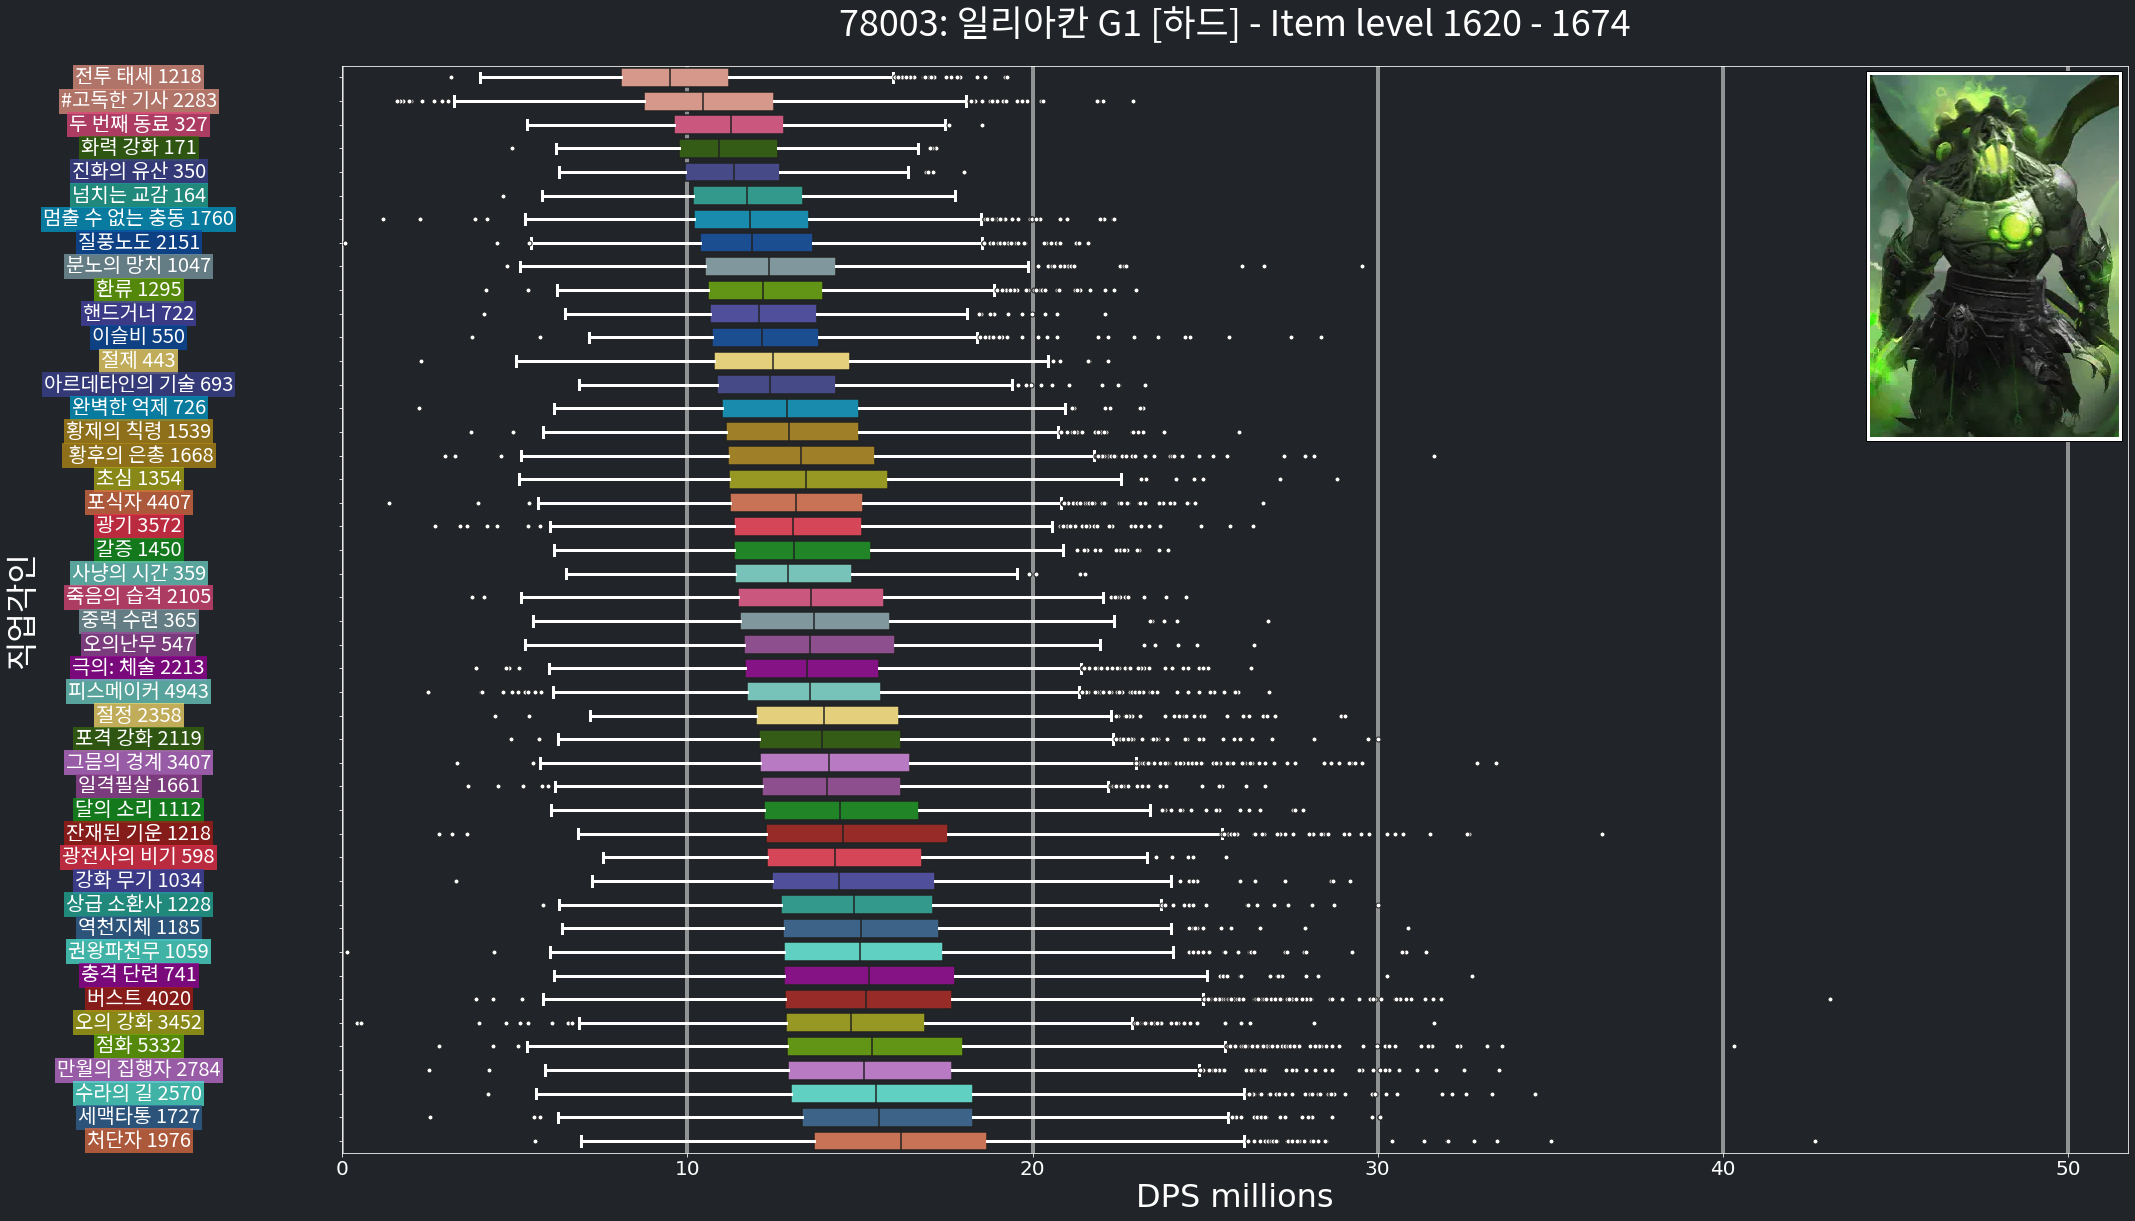 78003: 일리아칸 G1 [하드] - Item level 1620 - 1674
직업각인
전투 태세 1218
#고독한 기사 2283
두 번째 동료 327
화력 강화 171
진화의 유산 350
넘치는 교감 164
멈출 수 없는 충동 1760
질풍노도 2151
분노의 망치 1047
환류 1295
핸드거너 722
이슬비 550
절제 443
아르데타인의 기술 693
완벽한 억제 726
황제의 칙령 1539
황후의 은총 1668
초심 1354
포식자 4407
광기 3572
갈증 1450
사냥의 시간 359
죽음의 습격 2105
중력 수련 365
오의난무 547
극의: 체술 2213
피스메이커 4943
절정 2358
포격 강화 2119
그믐의 경계 3407
일격필살 1661
달의 소리 1112
잔재된 기운 1218
광전사의 비기 598
강화 무기 1034
상급 소환사 1228
역천지체 1185
권왕파천무 1059
충격 단련 741
버스트 4020
오의 강화 3452
점화 5332
만월의 집행자 2784
수라의 길 2570
세맥타통 1727
처단자 1976
0 10 20 30 40 50
DPS millions